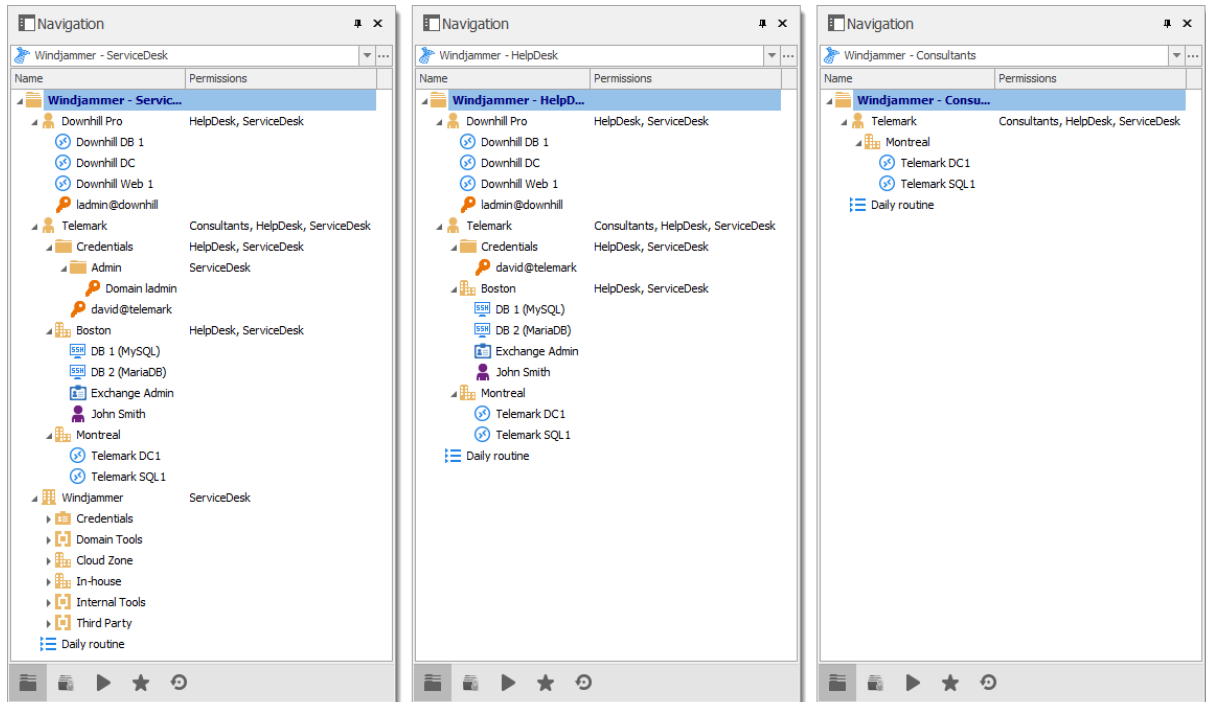 Navigation
Windjammer - ServiceDesk
Name Permissions
Windjammer - Servic...
Downhill Pro HelpDesk, ServiceDesk
Downhill DB 1
Downhill DC
Downhill Web 1
ladmin@downhill
Telemark Consultants, HelpDesk, ServiceDesk
Credentials HelpDesk, ServiceDesk
Admin ServiceDesk
Domain ladmin
david@telemark
Boston HelpDesk, ServiceDesk
SSH DB 1 (MySQL)
SSH DB 2 (MariaDB)
Exchange Admin
John Smith
Montreal
Telemark DC1
Telemark SQL1
Windjammer ServiceDesk
Credentials
Domain Tools
Cloud Zone
In-house
Internal Tools
Third Party
Daily routine
Navigation
Windjammer - HelpDesk
Name Permissions
Windjammer - HelpD...
Downhill Pro HelpDesk, ServiceDesk
Downhill DB 1
Downhill DC
Downhill Web 1
ladmin@downhill
Telemark Consultants, HelpDesk, ServiceDesk
Credentials HelpDesk, ServiceDesk
david@telemark
Boston HelpDesk, ServiceDesk
SSH DB 1 (MySQL)
SSH DB 2 (MariaDB)
Exchange Admin
John Smith
Montreal
Telemark DC1
Telemark SQL1
Daily routine
Navigation
Windjammer - Consultants
Name Permissions
Windjammer - Consu...
Telemark Consultants, HelpDesk, ServiceDesk
Montreal
Telemark DC1
Telemark SQL1
Daily routine